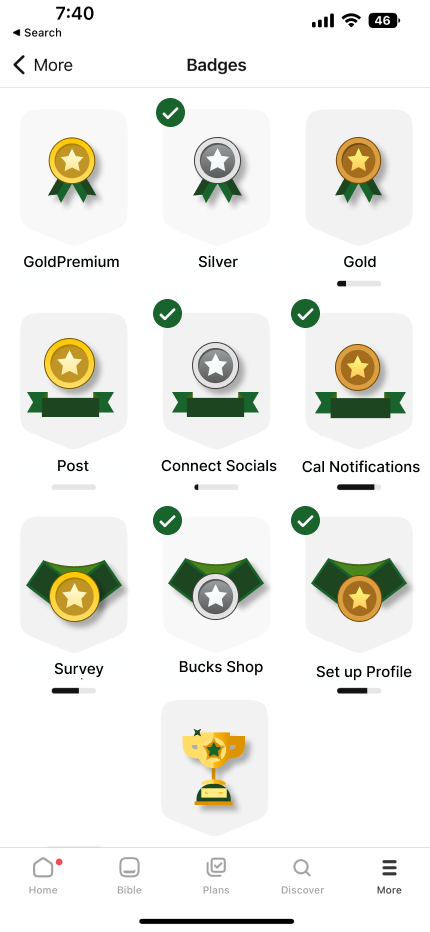 7:40
46
◀ Search
More
Badges
GoldPremium
Silver
Gold
Post
Connect Socials
Cal Notifications
Survey
Bucks Shop
Set up Profile
Home
Bible
Plans
Discover
More